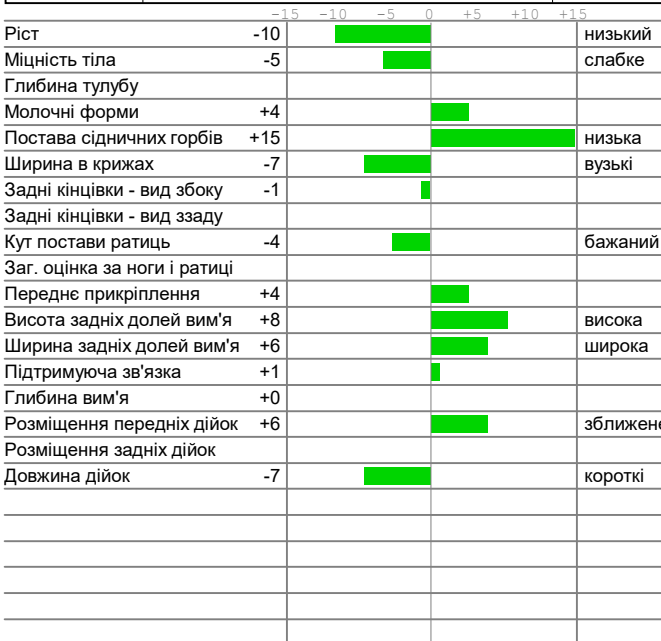 -15 -10 -5 0 +5 +10 +15
Ріст -10 низький
Міцність тіла -5 слабке
Глибина тулубу
Молочні форми +4
Постава сідничних горбів +15 низька
Ширина в крижах -7 вузькі
Задні кінцівки - вид збоку -1
Задні кінцівки - вид ззаду
Кут постави ратиць -4 бажаний
Заг. оцінка за ноги і ратиці
Переднє прикріплення +4
Висота задніх долей вим'я +8 висока
Ширина задніх долей вим'я +6 широка
Підтримуюча зв'язка +1
Глибина вим'я +0
Розміщення передніх дійок +6 зближене
Розміщення задніх дійок
Довжина дійок -7 короткі